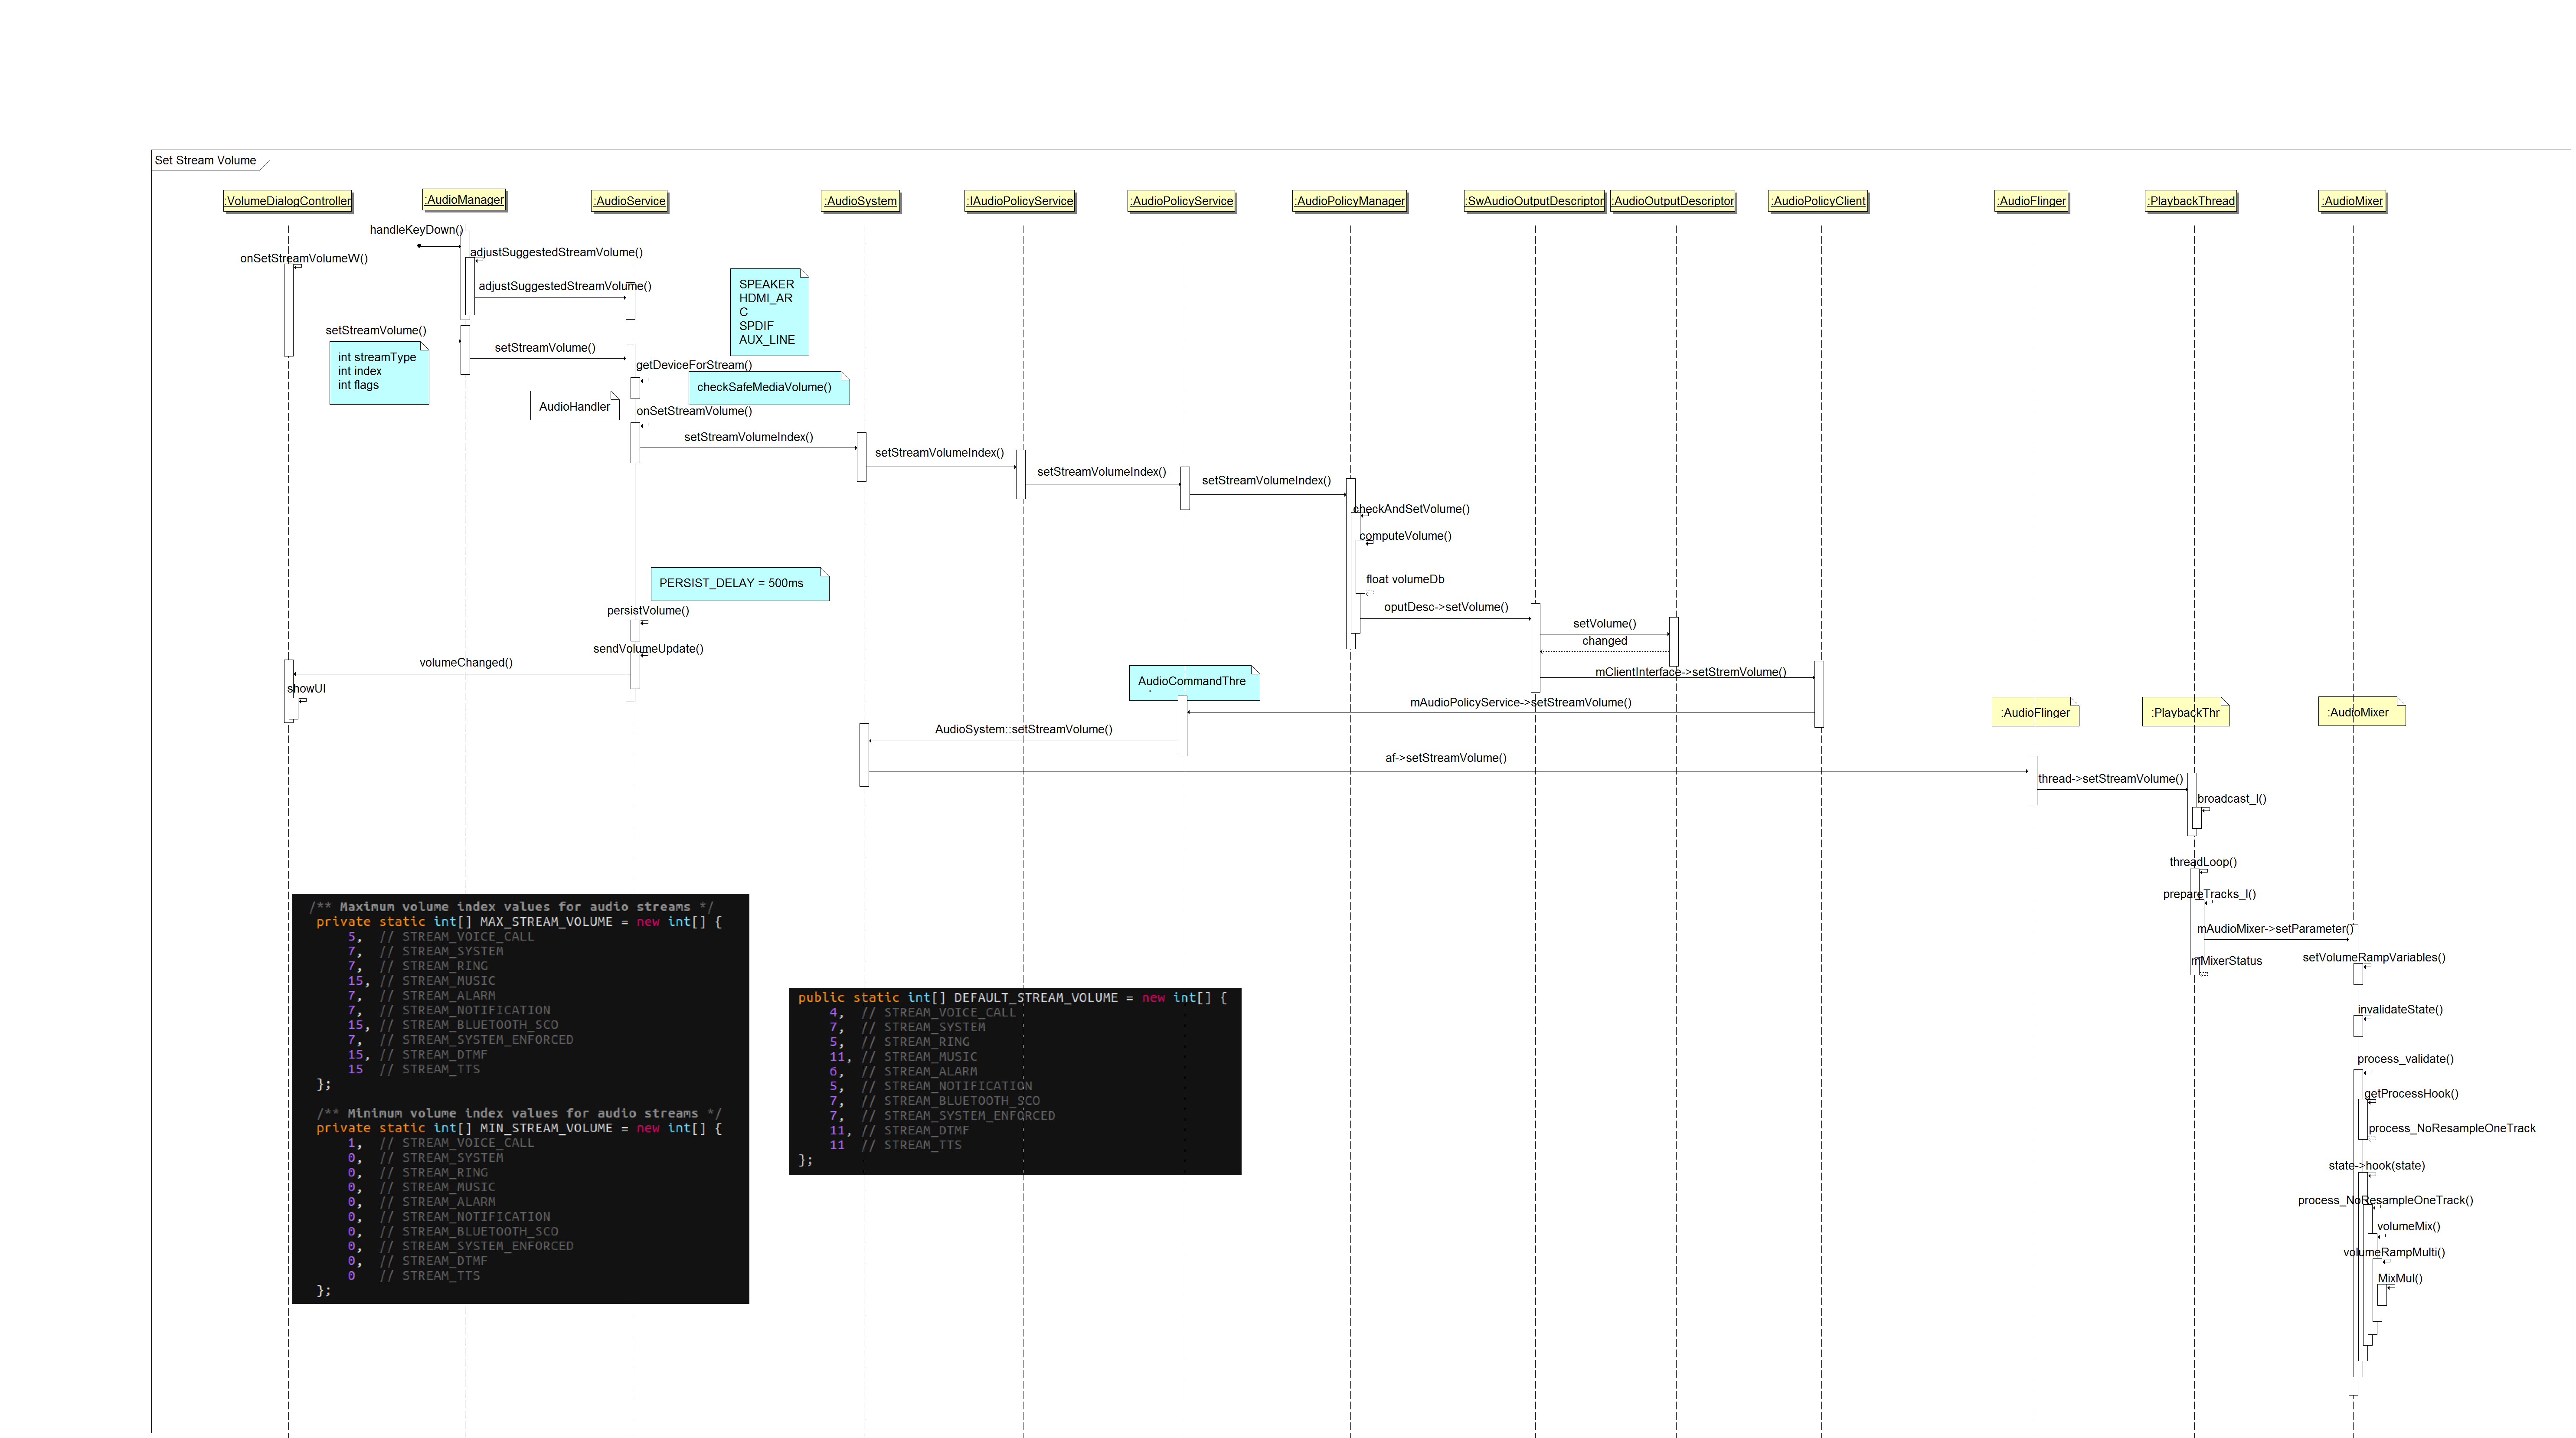 Set Stream Volume
:VolumeDialogController
:AudioManager
:AudioService
:AudioSystem
:IAudioPolicyService
:AudioPolicyService
:AudioPolicyManager
:SwAudioOutputDescriptor
:AudioOutputDescriptor
:AudioPolicyClient
:AudioFlinger
:PlaybackThread
:AudioMixer
handleKeyDown()
adjustSuggestedStreamVolume()
onSetStreamVolumeW()
adjustSuggestedStreamVolume()
SPEAKER
HDMI_AR
C
SPDIF
AUX_LINE
setStreamVolume()
int streamType
int index
int flags
setStreamVolume()
getDeviceForStream()
checkSafeMediaVolume()
AudioHandler
onSetStreamVolume()
setStreamVolumeIndex()
setStreamVolumeIndex()
setStreamVolumeIndex()
setStreamVolumeIndex()
checkAndSetVolume()
computeVolume()
float volumeDb
PERSIST_DELAY = 500ms
persistVolume()
oputDesc->setVolume()
setVolume()
changed
sendVolumeUpdate()
volumeChanged()
showUI
mClientInterface->setStremVolume()
AudioCommandThre
mAudioPolicyService->setStreamVolume()
:AudioFlinger
:PlaybackThr
:AudioMixer
AudioSystem::setStreamVolume()
af->setStreamVolume()
thread->setStreamVolume()
broadcast_l()
threadLoop()
prepareTracks_l()
mAudioMixer->setParameter()
mMixerStatus
setVolumeRampVariables()
invalidateState()
process_validate()
getProcessHook()
process_NoResampleOneTrack
state->hook(state)
process_NoResampleOneTrack()
volumeMix()
volumeRampMulti()
MixMul()
/** Maximum volume index values for audio streams */
private static int[] MAX_STREAM_VOLUME = new int[] {
5, // STREAM_VOICE_CALL
7, // STREAM_SYSTEM
7, // STREAM_RING
15, // STREAM_MUSIC
7, // STREAM_ALARM
7, // STREAM_NOTIFICATION
15, // STREAM_BLUETOOTH_SCO
7, // STREAM_SYSTEM_ENFORCED
15, // STREAM_DTMF
15 // STREAM_TTS
};
/** Minimum volume index values for audio streams */
private static int[] MIN_STREAM_VOLUME = new int[] {
1, // STREAM_VOICE_CALL
0, // STREAM_SYSTEM
0, // STREAM_RING
0, // STREAM_MUSIC
0, // STREAM_ALARM
0, // STREAM_NOTIFICATION
0, // STREAM_BLUETOOTH_SCO
0, // STREAM_SYSTEM_ENFORCED
0, // STREAM_DTMF
0 // STREAM_TTS
};
public static int[] DEFAULT_STREAM_VOLUME = new int[] {
4, // STREAM_VOICE_CALL
7, // STREAM_SYSTEM
5, // STREAM_RING
11, // STREAM_MUSIC
6, // STREAM_ALARM
5, // STREAM_NOTIFICATION
7, // STREAM_BLUETOOTH_SCO
7, // STREAM_SYSTEM_ENFORCED
11, // STREAM_DTMF
11 // STREAM_TTS
};